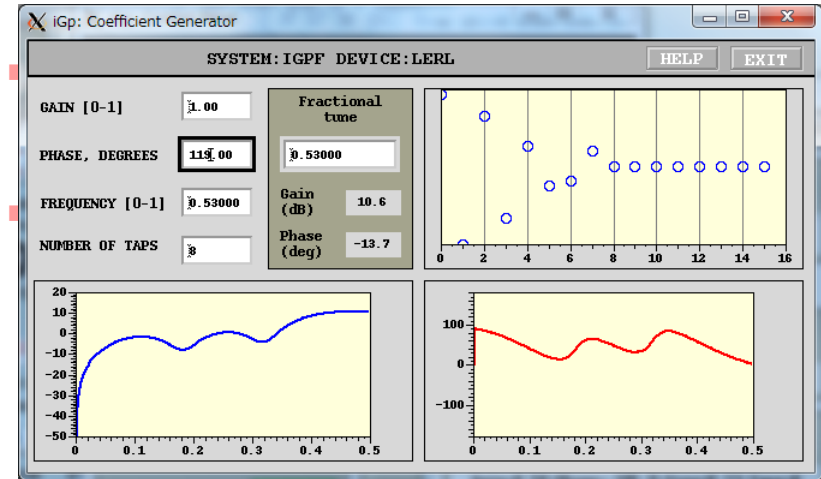 iGp: Coefficient Generator
SYSTEM:IGPF DEVICE:LERL
HELP
EXIT
GAIN [0-1]
1.00
PHASE, DEGREES
119.00
FREQUENCY [0-1]
0.53000
NUMBER OF TAPS
8
Fractional
tune
0.53000
Gain
(dB)
10.6
Phase
(deg)
-13.7
0 2 4 6 8 10 12 14 16
20
10
0
-10
-20
-30
-40
-50
0 0.1 0.2 0.3 0.4 0.5
100
0
-100
0 0.1 0.2 0.3 0.4 0.5